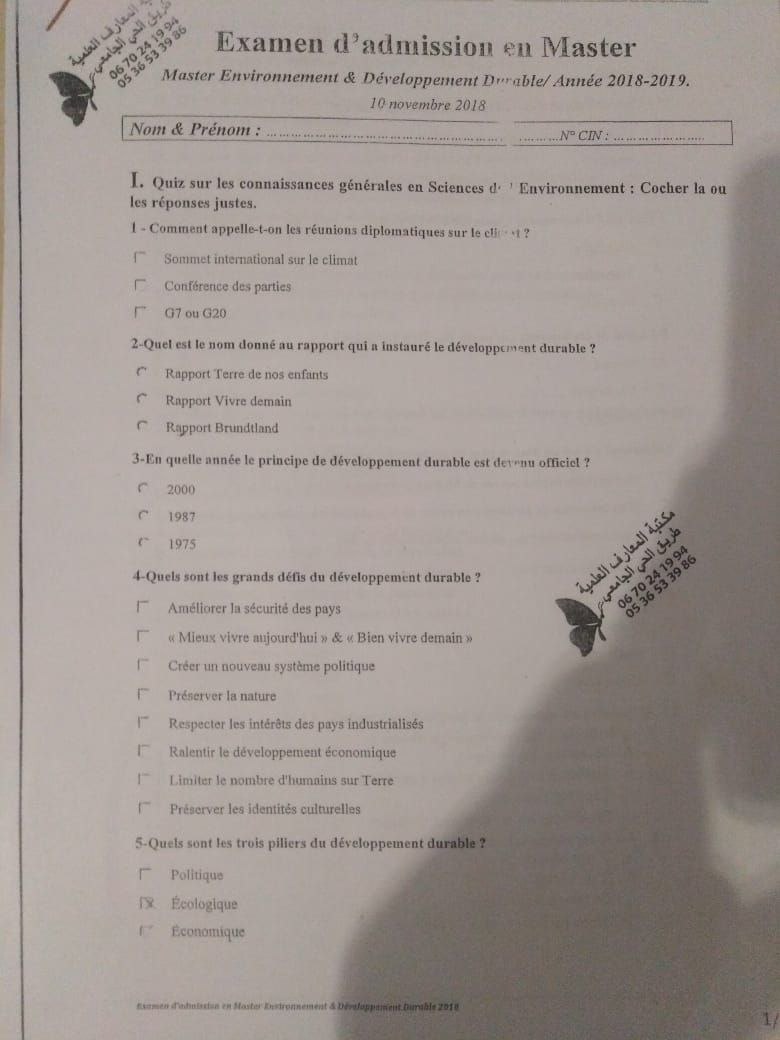 مكتبة المعارف العلمية
طريق الحي الجامعي
06 70 24 19 94
05 36 53 39 86
Examen d'admission en Master
Master Environnement & Développement Durable/ Année 2018-2019.
10 novembre 2018
Nom & Prénom : ................................................ .........N° CIN : ......................
I. Quiz sur les connaissances générales en Sciences de l'Environnement : Cocher la ou
les réponses justes.
1 - Comment appelle-t-on les réunions diplomatiques sur le climat ?
Sommet international sur le climat
Conférence des parties
G7 ou G20
2-Quel est le nom donné au rapport qui a instauré le développement durable ?
Rapport Terre de nos enfants
Rapport Vivre demain
Rapport Brundtland
3-En quelle année le principe de développement durable est devenu officiel ?
2000
1987
1975
مكتبة المعارف العلمية
طريق الحي الجامعي
06 70 24 19 94
05 36 53 39 86
4-Quels sont les grands défis du développement durable ?
Améliorer la sécurité des pays
« Mieux vivre aujourd'hui » & « Bien vivre demain »
Créer un nouveau système politique
Préserver la nature
Respecter les intérêts des pays industrialisés
Ralentir le développement économique
Limiter le nombre d'humains sur Terre
Préserver les identités culturelles
5-Quels sont les trois piliers du développement durable ?
Politique
Écologique
Économique
Examen d'admission en Master Environnement & Développement Durable 2018
1/